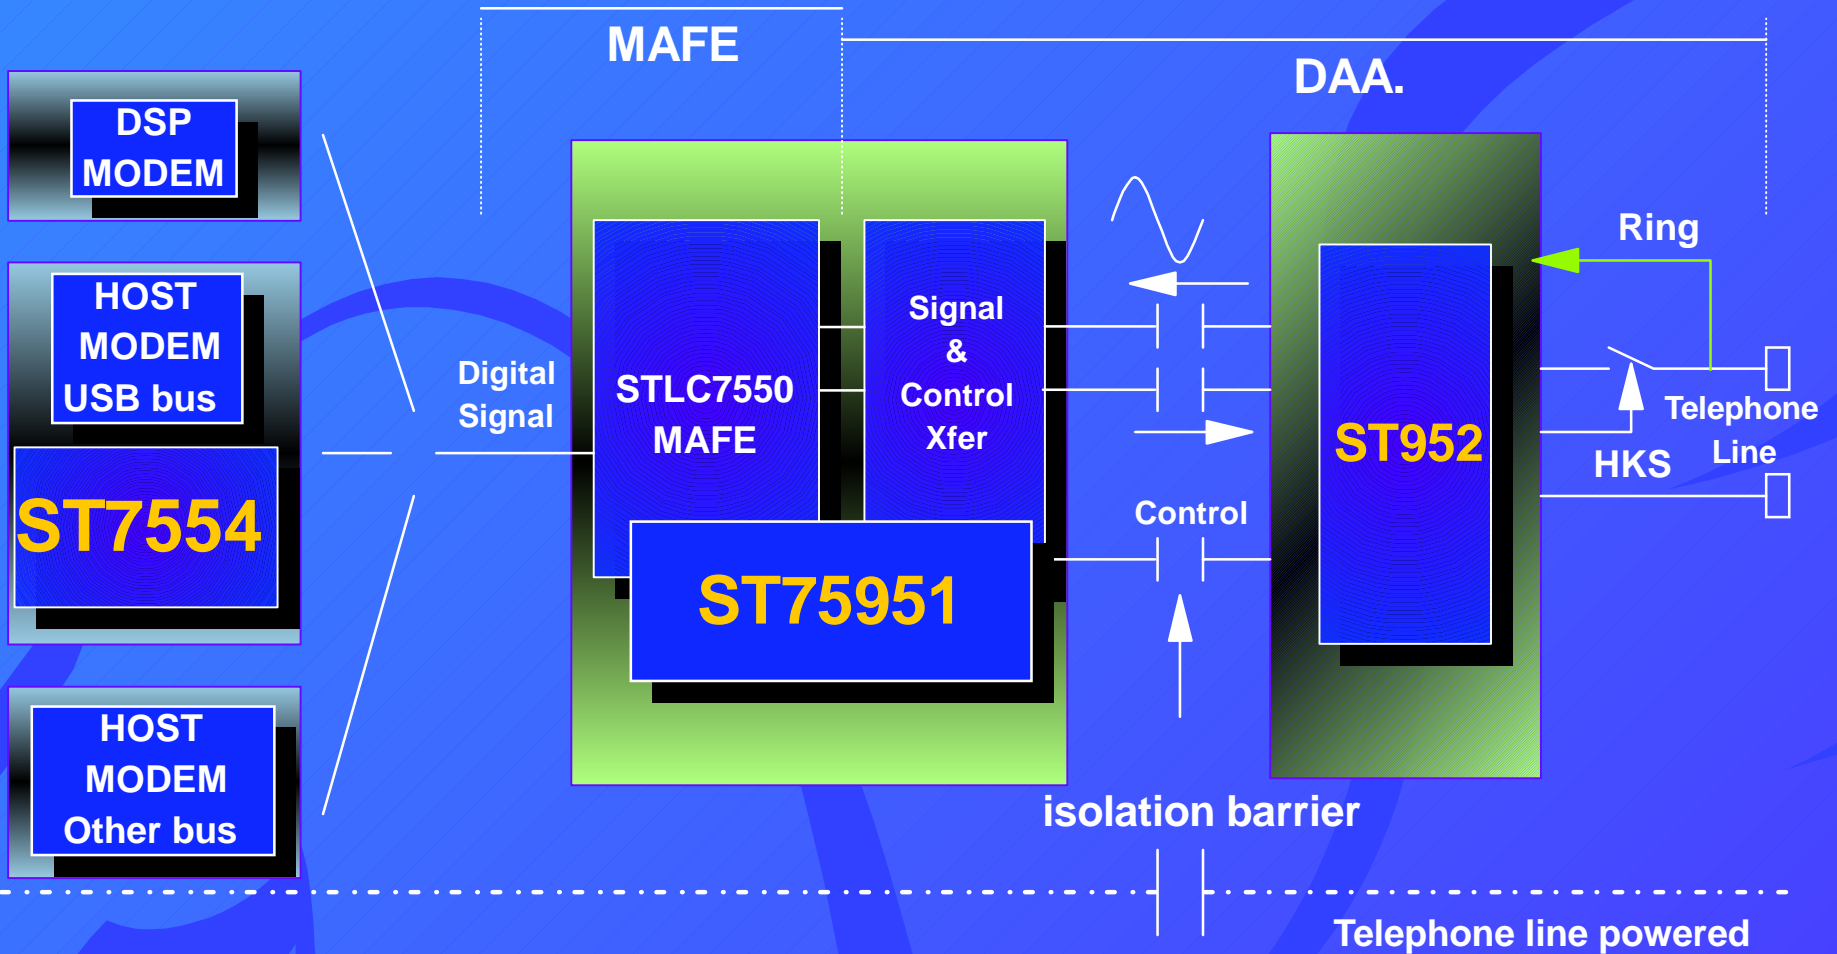 MAFE
DAA.
DSP
MODEM
HOST
MODEM
USB bus
ST7554
HOST
MODEM
Other bus
Digital
Signal
STLC7550
MAFE
Signal
&
Control
Xfer
ST75951
Control
isolation barrier
ST952
Ring
Telephone
Line
HKS
Telephone line powered